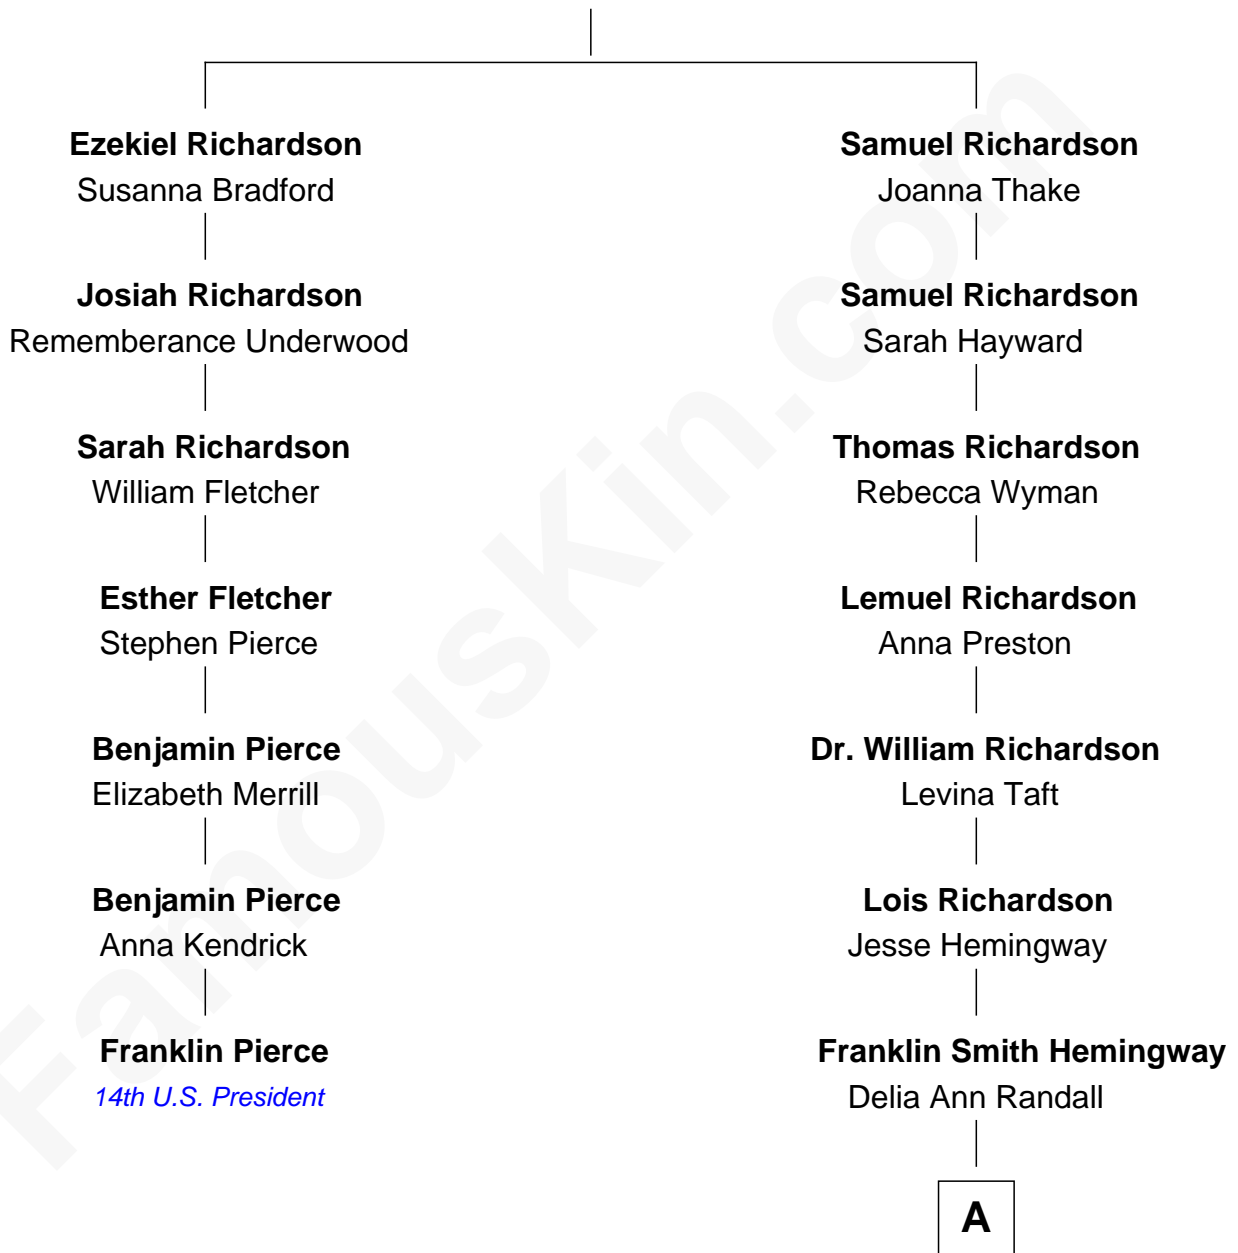 Ezekiel Richardson
Susanna Bradford
Josiah Richardson
Rememberance Underwood
Sarah Richardson
William Fletcher
Esther Fletcher
Stephen Pierce
Benjamin Pierce
Elizabeth Merrill
Benjamin Pierce
Anna Kendrick
Franklin Pierce
14th U.S. President
Samuel Richardson
Joanna Thake
Samuel Richardson
Sarah Hayward
Thomas Richardson
Rebecca Wyman
Lemuel Richardson
Anna Preston
Dr. William Richardson
Levina Taft
Lois Richardson
Jesse Hemingway
Franklin Smith Hemingway
Delia Ann Randall
A
FamousKin.com